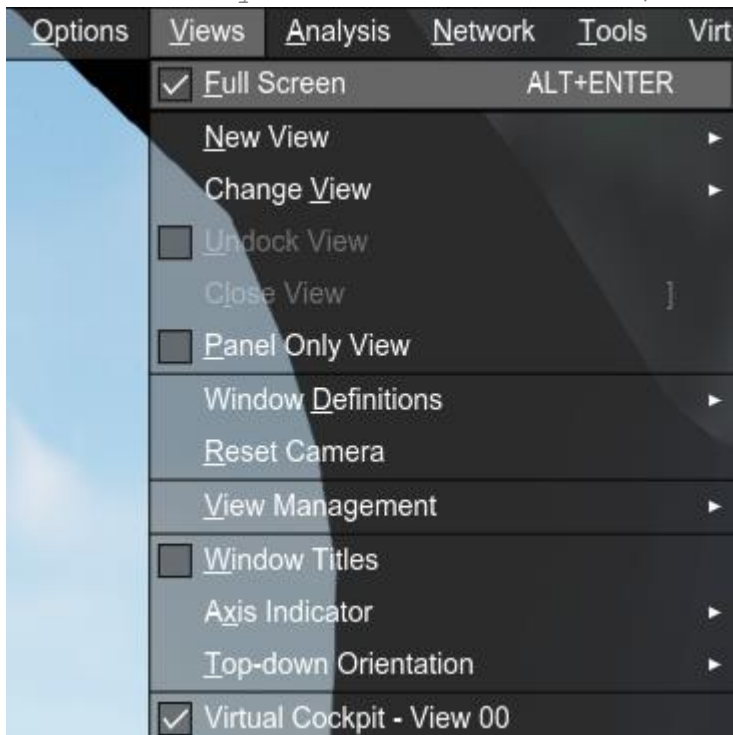 Options Views Analysis Network Tools Virt
Full Screen ALT+ENTER
New View
Change View
Undock View
Close View ]
Panel Only View
Window Definitions
Reset Camera
View Management
Window Titles
Axis Indicator
Top-down Orientation
Virtual Cockpit - View 00